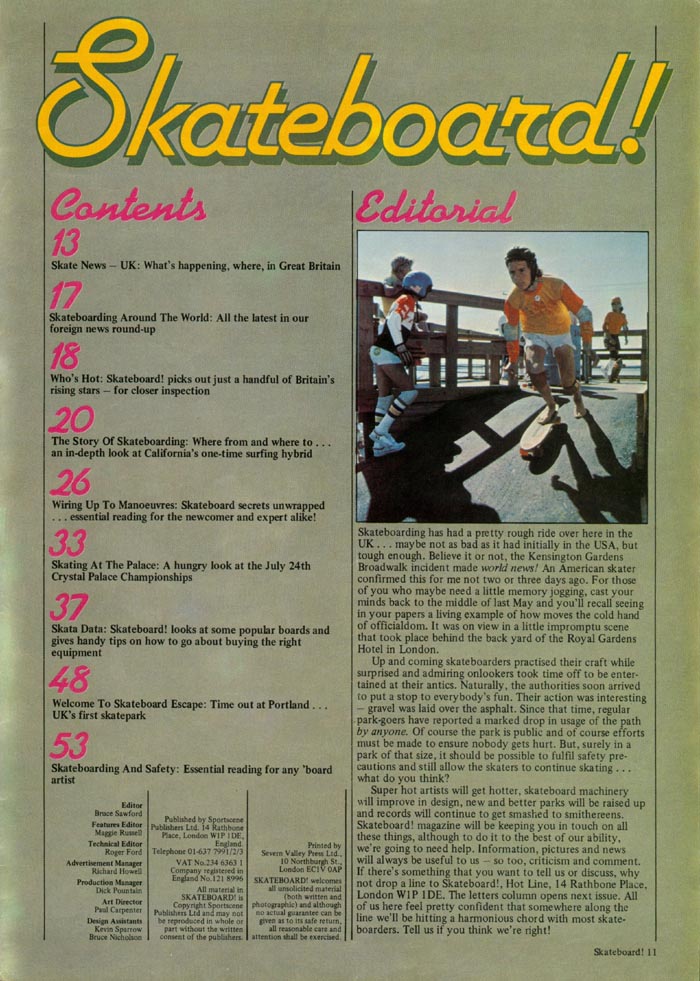 Skateboard!
Contents
13
Skate News – UK: What's happening, where, in Great Britain
17
Skateboarding Around The World: All the latest in our
foreign news round-up
18
Who's Hot: Skateboard! picks out just a handful of Britain's
rising stars – for closer inspection
20
The Story Of Skateboarding: Where from and where to . . .
an in-depth look at California's one-time surfing hybrid
26
Wiring Up To Manoeuvres: Skateboard secrets unwrapped
. . . essential reading for the newcomer and expert alike!
33
Skating At The Palace: A hungry look at the July 24th
Crystal Palace Championships
37
Skata Data: Skateboard! looks at some popular boards and
gives handy tips on how to go about buying the right
equipment
48
Welcome To Skateboard Escape: Time out at Portland . . .
UK's first skatepark
53
Skateboarding And Safety: Essential reading for any 'board
artist
Editor
Bruce Sawford
Features Editor
Maggie Russell
Technical Editor
Roger Ford
Advertisement Manager
Richard Howell
Production Manager
Dick Pountain
Art Director
Paul Carpenter
Design Assistants
Kevin Sparrow
Bruce Nicholson
Published by Sportscene
Publishers Ltd. 14 Rathbone
Place, London W1P 1DE,
England.
Telephone 01-637 7991/2/3
VAT No.234 6363 1
Company registered in
England No.121 8996
All material in
SKATEBOARD! is
Copyright Sportscene
Publishers Ltd and may not
be reproduced in whole or
part without the written
consent of the publishers.
Printed by
Severn Valley Press Ltd.,
10 Northburgh St.,
London EC1V 0AP
SKATEBOARD! welcomes
all unsolicited material
(both written and
photographic) and although
no actual guarantee can be
given as to its safe return,
all reasonable care and
attention shall be exercised.
Editorial
Skateboarding has had a pretty rough ride over here in the
UK . . . maybe not as bad as it had initially in the USA, but
tough enough. Believe it or not, the Kensington Gardens
Broadwalk incident made world news! An American skater
confirmed this for me not two or three days ago. For those
of you who maybe need a little memory jogging, cast your
minds back to the middle of last May and you'll recall seeing
in your papers a living example of how moves the cold hand
of officialdom. It was on view in a little impromptu scene
that took place behind the back yard of the Royal Gardens
Hotel in London.
Up and coming skateboarders practised their craft while
surprised and admiring onlookers took time off to be enter-
tained at their antics. Naturally, the authorities soon arrived
to put a stop to everybody's fun. Their action was interesting
– gravel was laid over the asphalt. Since that time, regular
park-goers have reported a marked drop in usage of the path
by anyone. Of course the park is public and of course efforts
must be made to ensure nobody gets hurt. But, surely in a
park of that size, it should be possible to fulfil safety pre-
cautions and still allow the skaters to continue skating . . .
what do you think?
Super hot skaters will get hotter, skateboard machinery
will improve in design, new and better parks will be raised up
and records will continue to get smashed to smithereens.
Skateboard! magazine will be keeping you in touch on all
these things, although to do it to the best of our ability,
we're going to need help. Information, pictures and news
will always be useful to us – so too, criticism and comment.
If there's something that you want to tell us or discuss, why
not drop a line to Skateboard!, Hot Line, 14 Rathbone Place,
London W1P 1DE. The letters column opens next issue. All
of us here feel pretty confident that somewhere along the
line we'll be hitting a harmonious chord with most skate-
boarders. Tell us if you think we're right!
Skateboard! 11